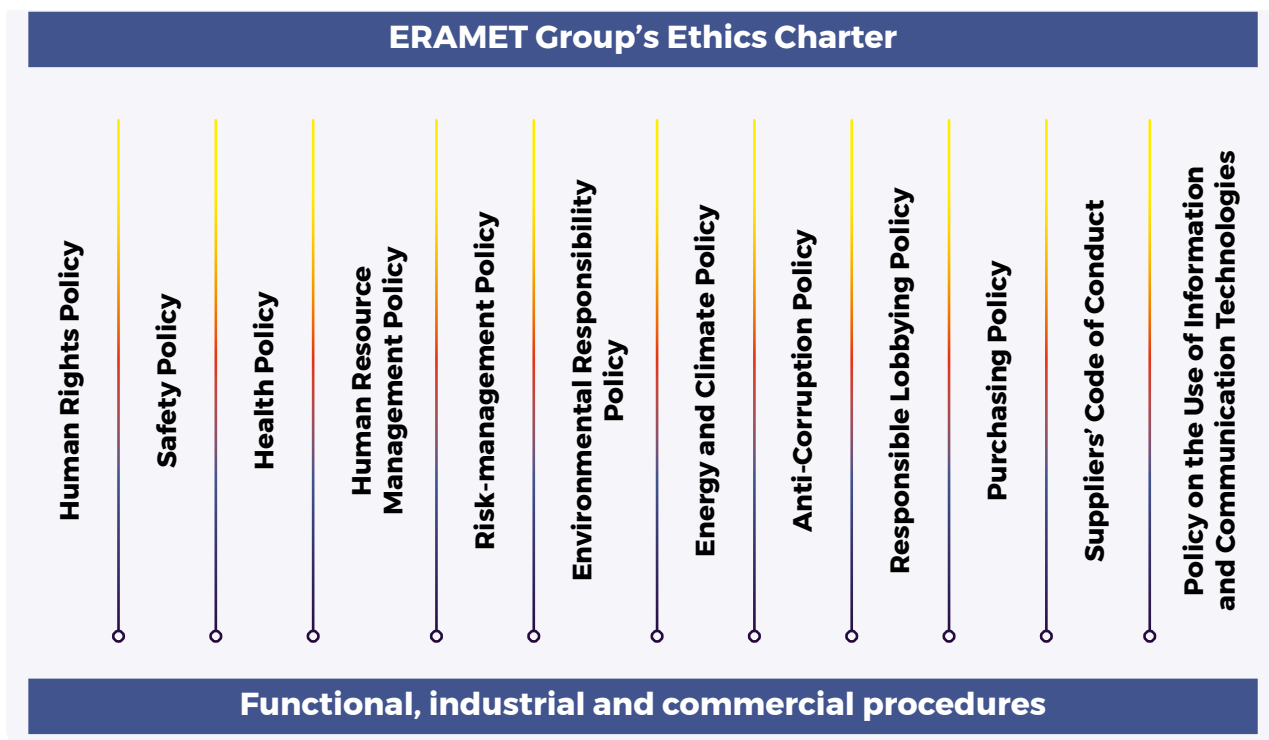 ERAMET Group’s Ethics Charter
Human Rights Policy
Safety Policy
Health Policy
Human Resource
Management Policy
Risk-management Policy
Environmental Responsibility
Policy
Energy and Climate Policy
Anti-Corruption Policy
Responsible Lobbying Policy
Purchasing Policy
Suppliers’ Code of Conduct
Policy on the Use of Information
and Communication Technologies
Functional, industrial and commercial procedures